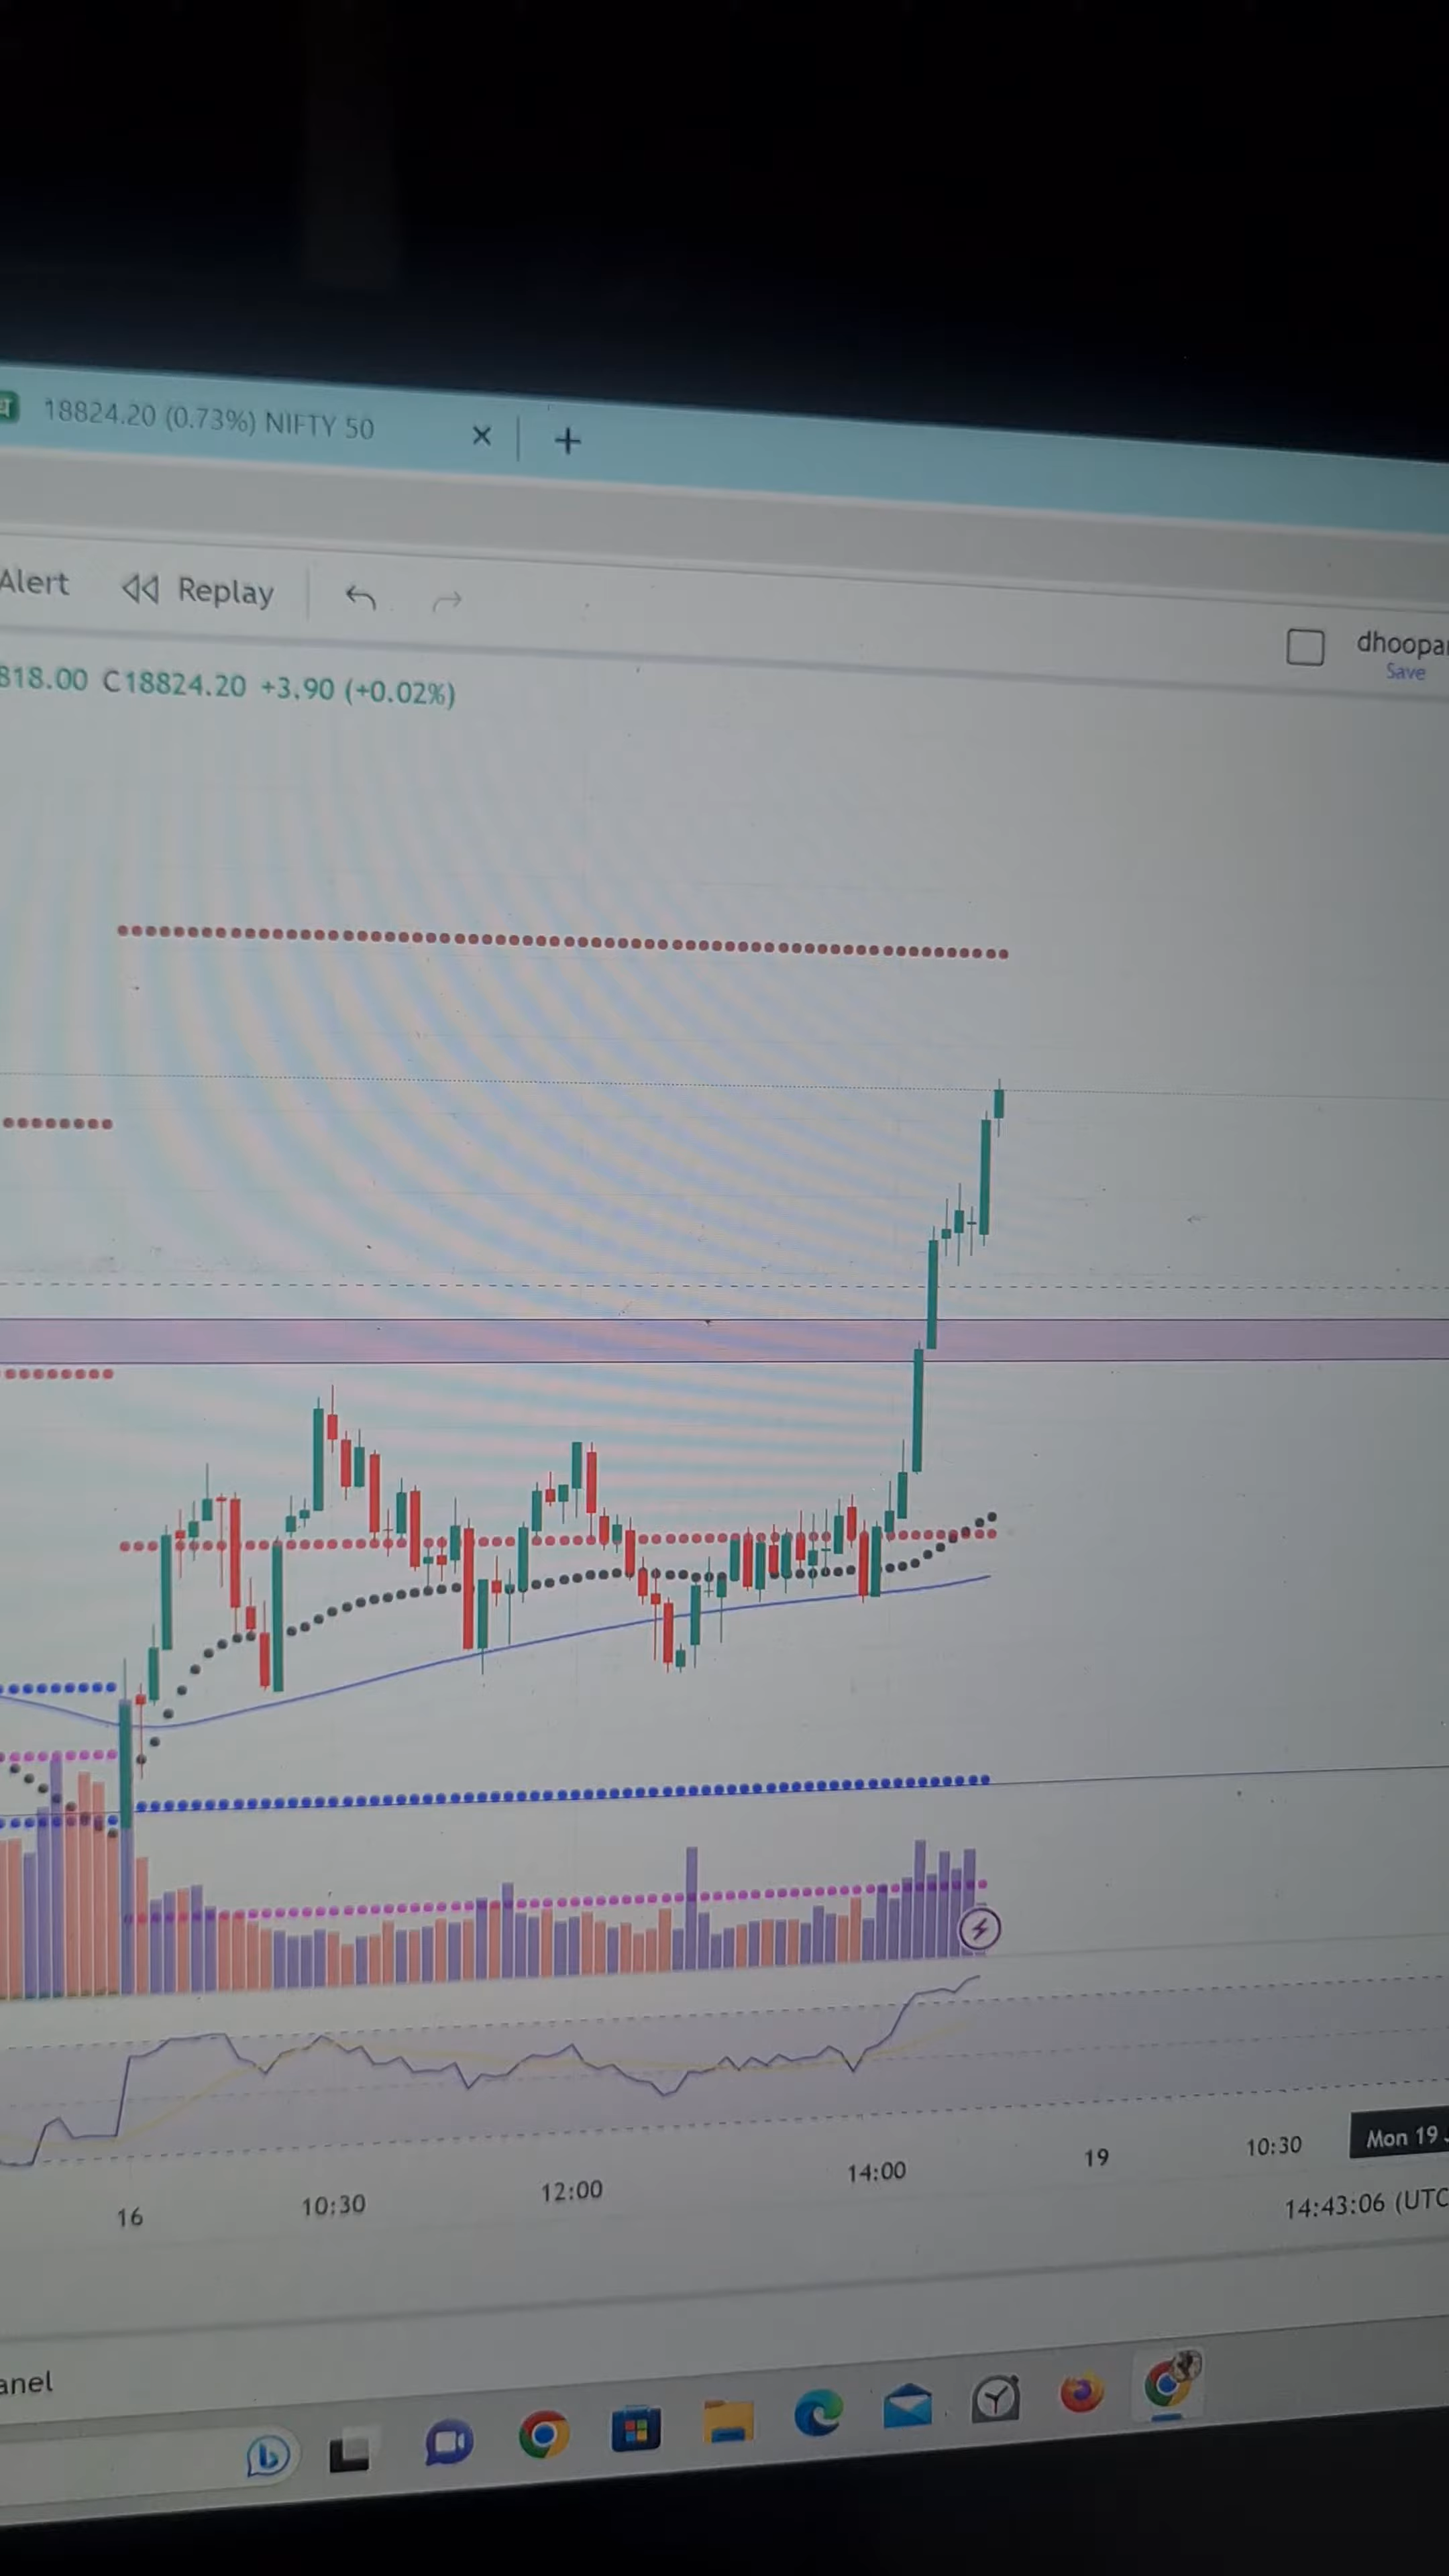 18824.20 (0.73%) NIFTY 50
Alert Replay
dhoopa
Save
818.00 C18824.20 +3.90 (+0.02%)
16 10:30 12:00 14:00 19 10:30 Mon 19
14:43:06 (UTC
anel